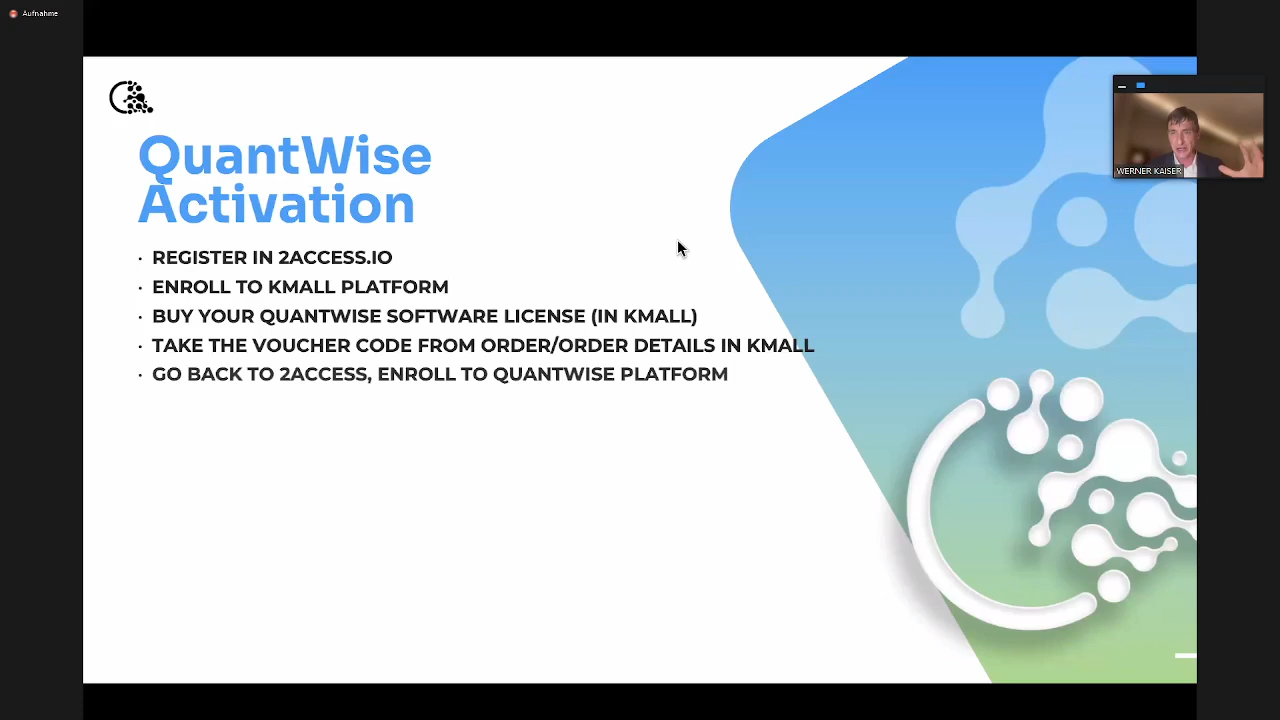 Aufnahme
QuantWise
Activation
· REGISTER IN 2ACCESS.IO
· ENROLL TO KMALL PLATFORM
· BUY YOUR QUANTWISE SOFTWARE LICENSE (IN KMALL)
· TAKE THE VOUCHER CODE FROM ORDER/ORDER DETAILS IN KMALL
· GO BACK TO 2ACCESS, ENROLL TO QUANTWISE PLATFORM
WERNER KAISER